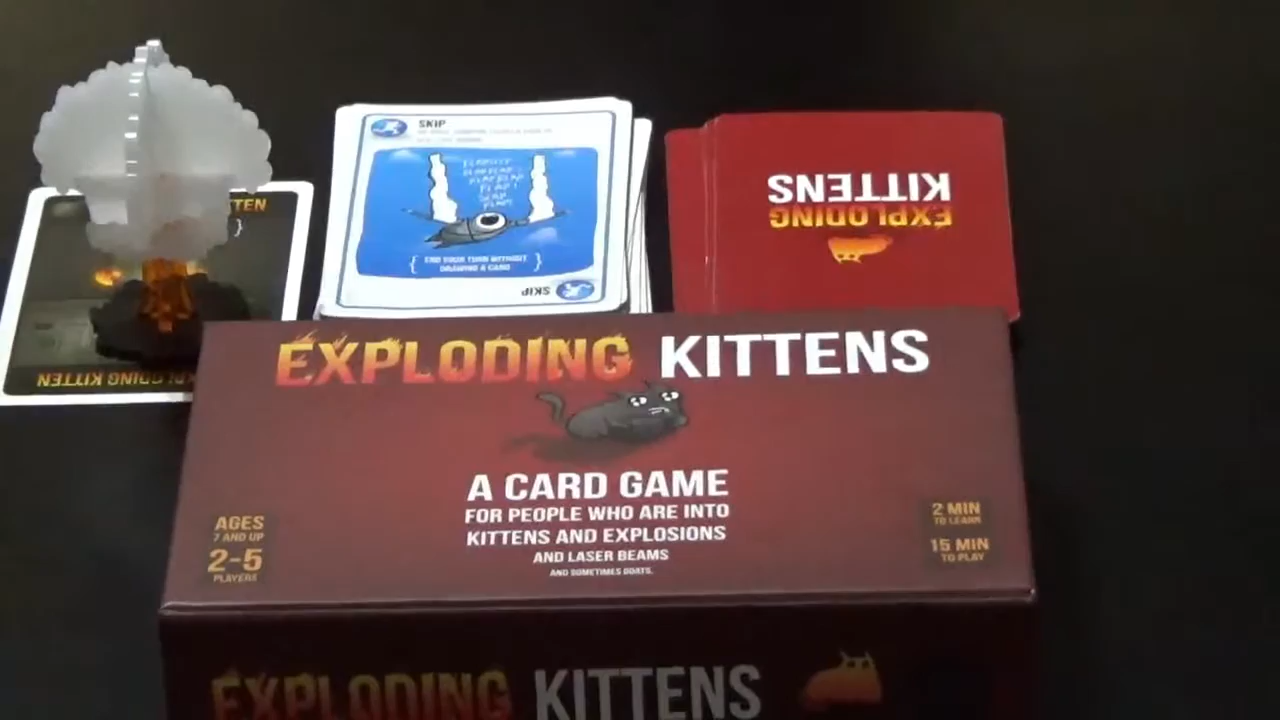 SKIP
END YOUR TURN WITHOUT
DRAWING A CARD
SKIP
EXPLODING
KITTENS
EXPLODING KITTEN
EXPLODING KITTENS
A CARD GAME
FOR PEOPLE WHO ARE INTO
KITTENS AND EXPLOSIONS
AND LASER BEAMS
AND SOMETIMES GOATS.
AGES
7 AND UP
2-5
PLAYERS
2 MIN
TO LEARN
15 MIN
TO PLAY
EXPLODING KITTENS